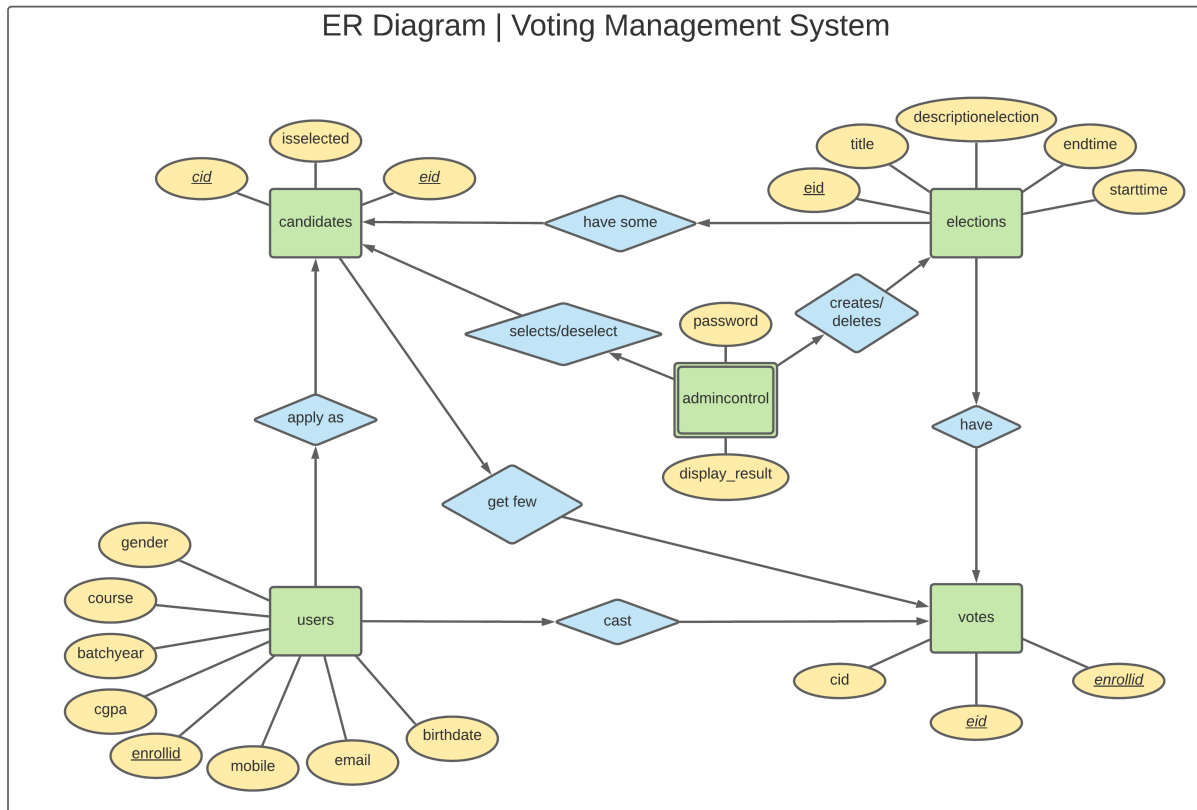 ER Diagram | Voting Management System
descriptionelection
isselected
title
endtime
cid
eid
eid
starttime
candidates
have some
elections
creates/
deletes
password
selects/deselect
admincontrol
apply as
have
display_result
get few
gender
course
users
cast
votes
batchyear
cid
enrollid
cgpa
eid
birthdate
enrollid
mobile
email